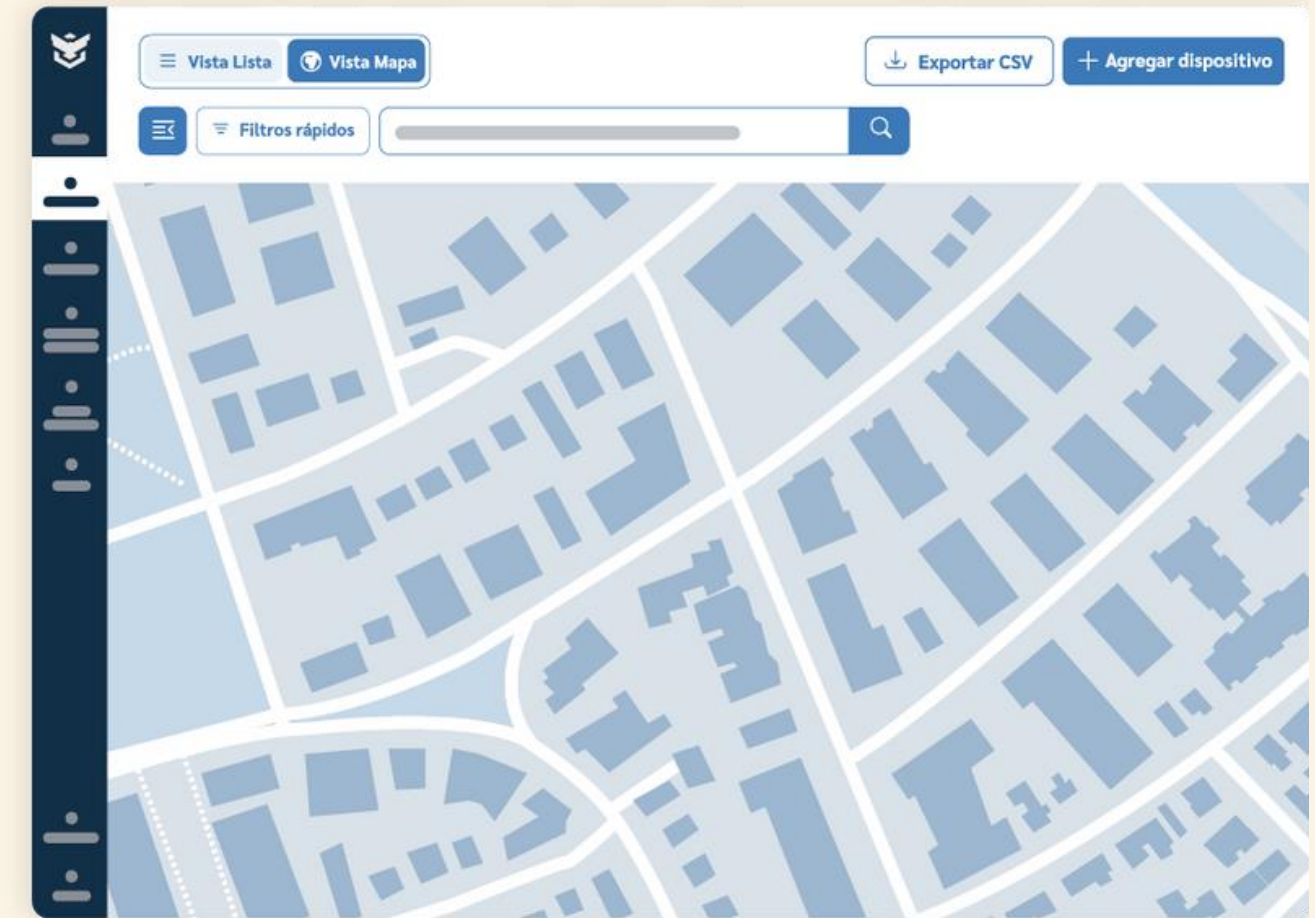 Vista Lista
Vista Mapa
Exportar CSV
Agregar dispositivo
Filtros rápidos